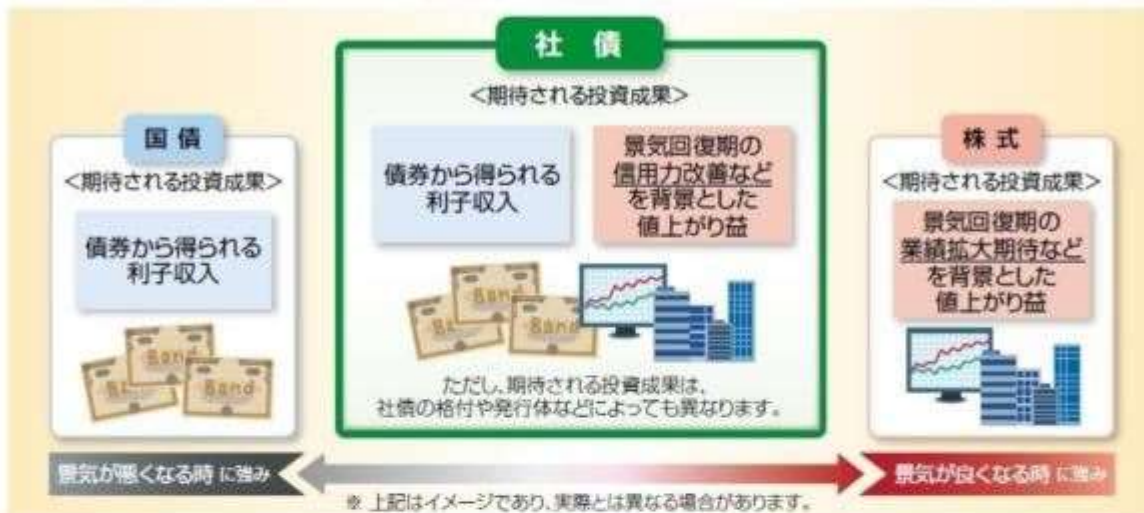 社債
<期待される投資成果>
債券から得られる
利子収入
景気回復期の
信用力改善など
を背景とした
値上がり益
Band
Band
Band
ただし、期待される投資成果は、
社債の格付や発行体などによっても異なります。
国債
<期待される投資成果>
債券から得られる
利子収入
Band
Band
株式
<期待される投資成果>
景気回復期の
業績拡大期待など
を背景とした
値上がり益
景気が悪くなる時に強み
景気が良くなる時に強み
※ 上記はイメージであり、実際とは異なる場合があります。